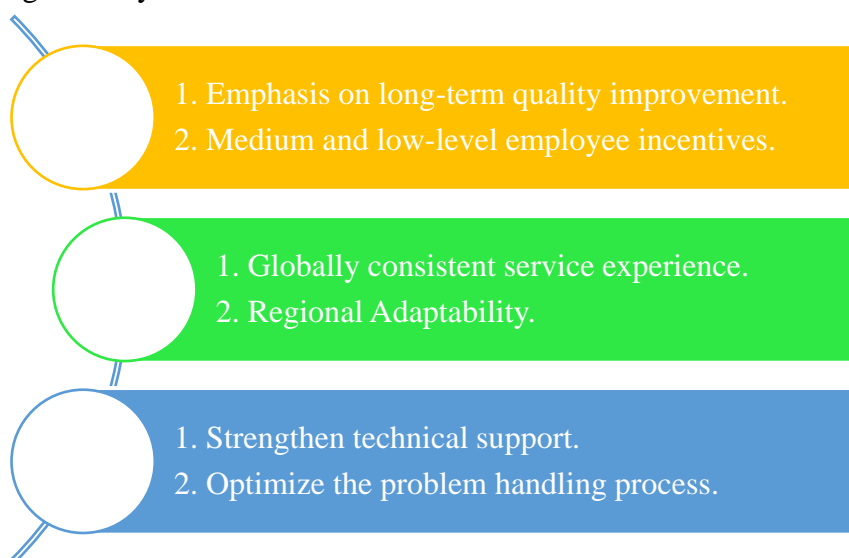 1. Emphasis on long-term quality improvement.
2. Medium and low-level employee incentives.
1. Globally consistent service experience.
2. Regional Adaptability.
1. Strengthen technical support.
2. Optimize the problem handling process.